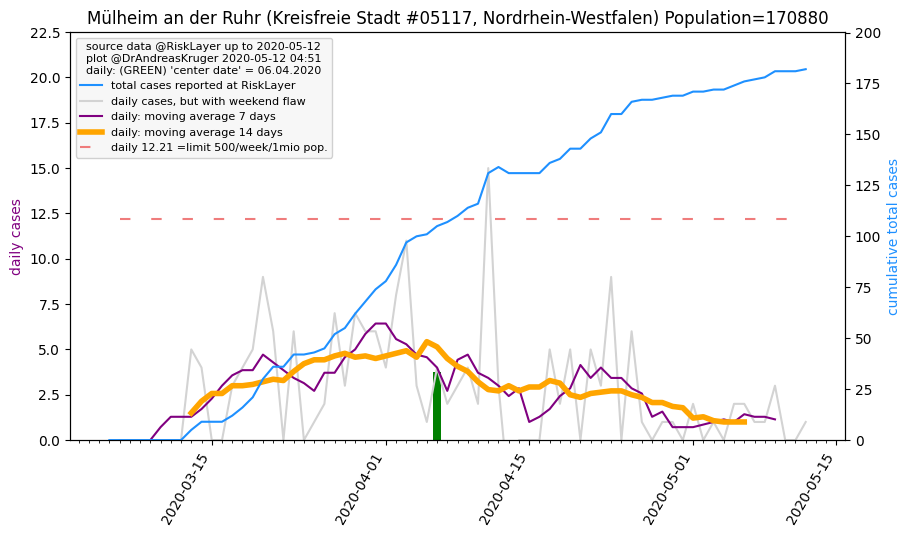 Mülheim an der Ruhr (Kreisfreie Stadt #05117, Nordrhein-Westfalen) Population=170880
source data @RiskLayer up to 2020-05-12
plot @DrAndreasKruger 2020-05-12 04:51
daily: (GREEN) 'center date' = 06.04.2020
total cases reported at RiskLayer
daily cases, but with weekend flaw
daily: moving average 7 days
daily: moving average 14 days
daily 12.21 =limit 500/week/1mio pop.
daily cases
22.5
20.0
17.5
15.0
12.5
10.0
7.5
5.0
2.5
0.0
200
175
150
125
100
75
50
25
0
cumulative total cases
2020-03-15
2020-04-01
2020-04-15
2020-05-01
2020-05-15